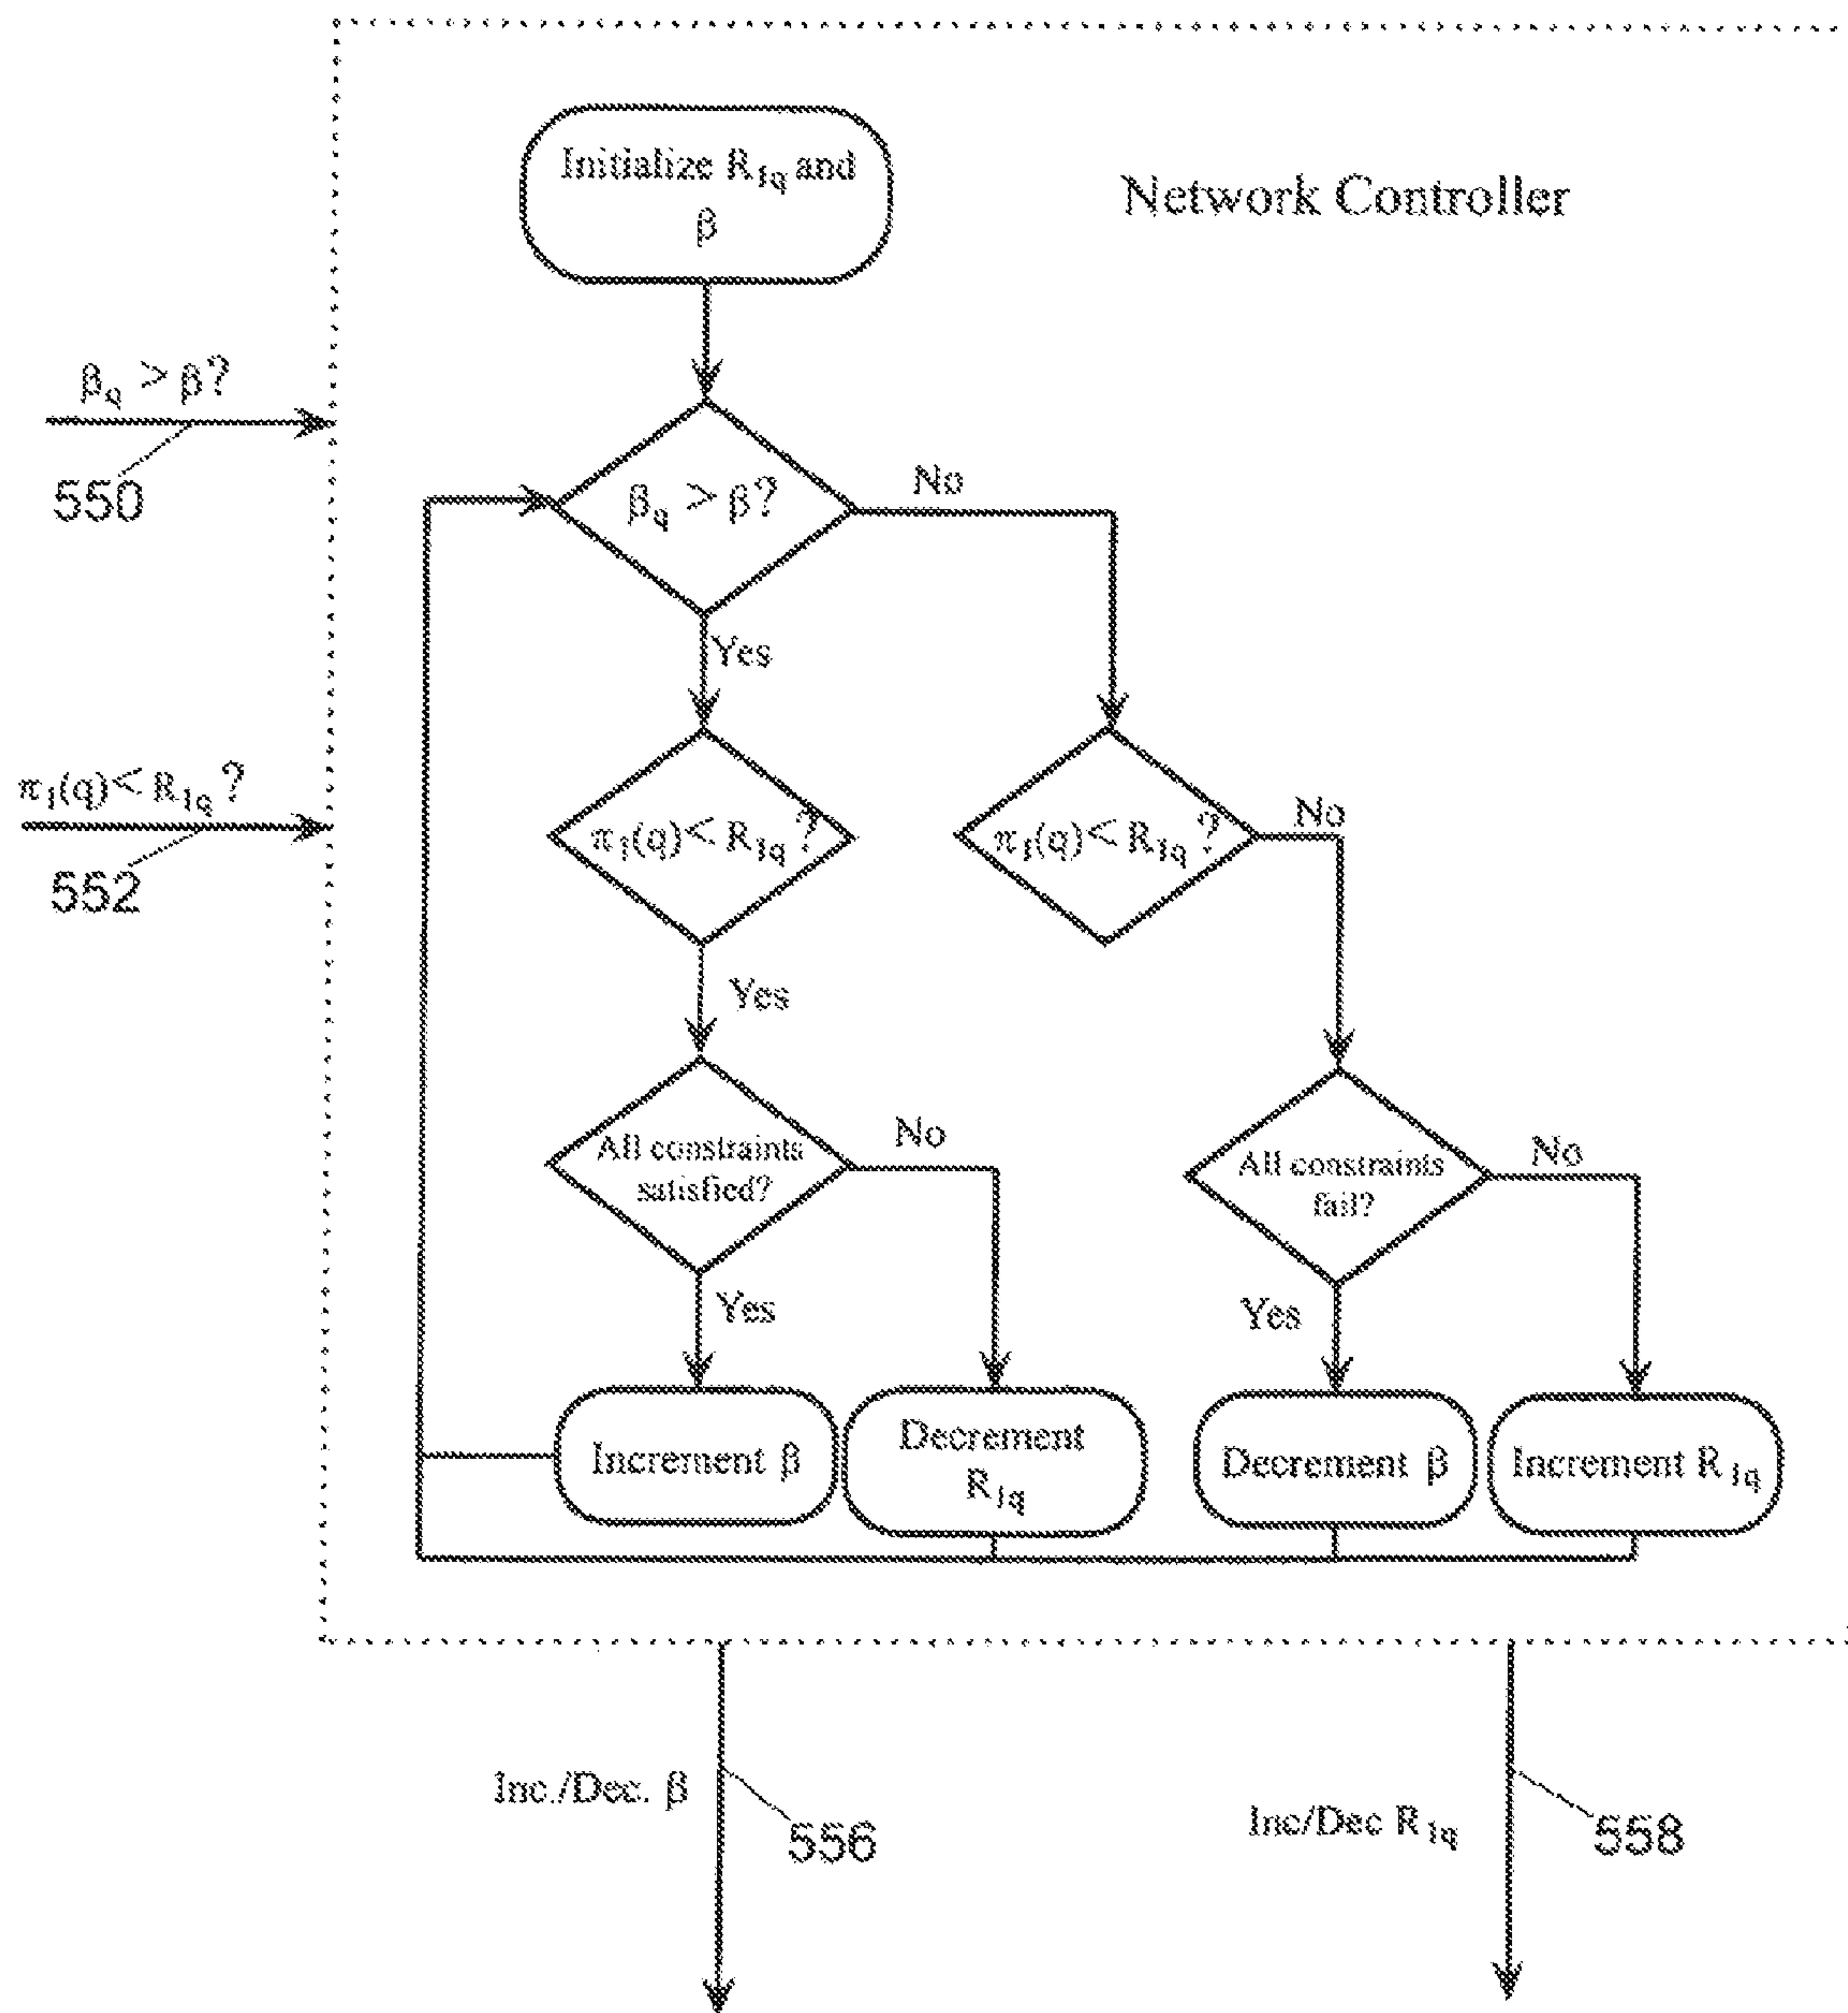 Network Controller
Initialize R1q and
β
βq > β?
550
βq > β?
No
Yes
π1(q)< R1q ?
552
π1(q)< R1q ?
π1(q)< R1q ?
No
Yes
All constraints
satisfied?
No
All constraints
fail?
No
Yes
Yes
Increment β
Decrement
R1q
Decrement β
Increment R1q
Inc./Dec. β
556
Inc/Dec R1q
558